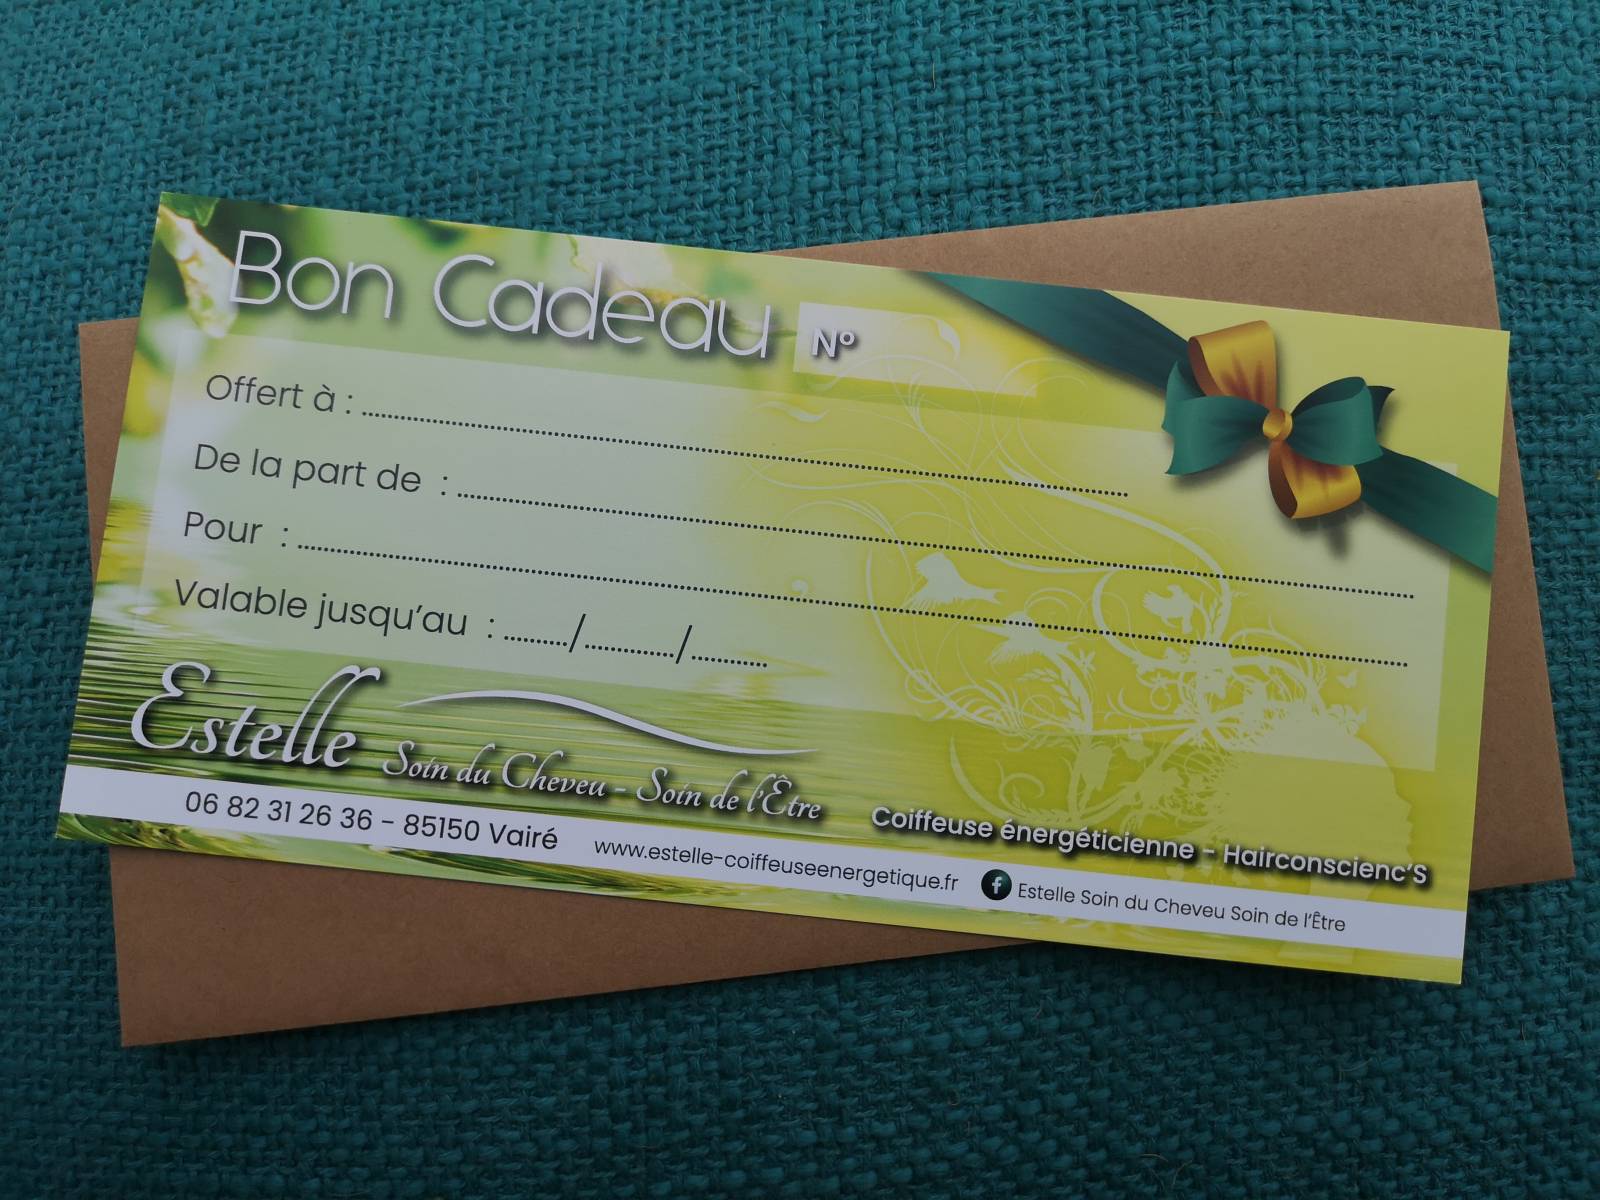 Bon Cadeau N°
Offert à : ........................................
De la part de : ........................................
Pour : ........................................
Valable jusqu'au : ......../.........../..........
Estelle Soin du Cheveu - Soin de l'Être
Coiffeuse énergéticienne - Hairconscienc'S
06 82 31 26 36 - 85150 Vairé www.estelle-coiffeuseenergetique.fr f Estelle Soin du Cheveu Soin de l'Être